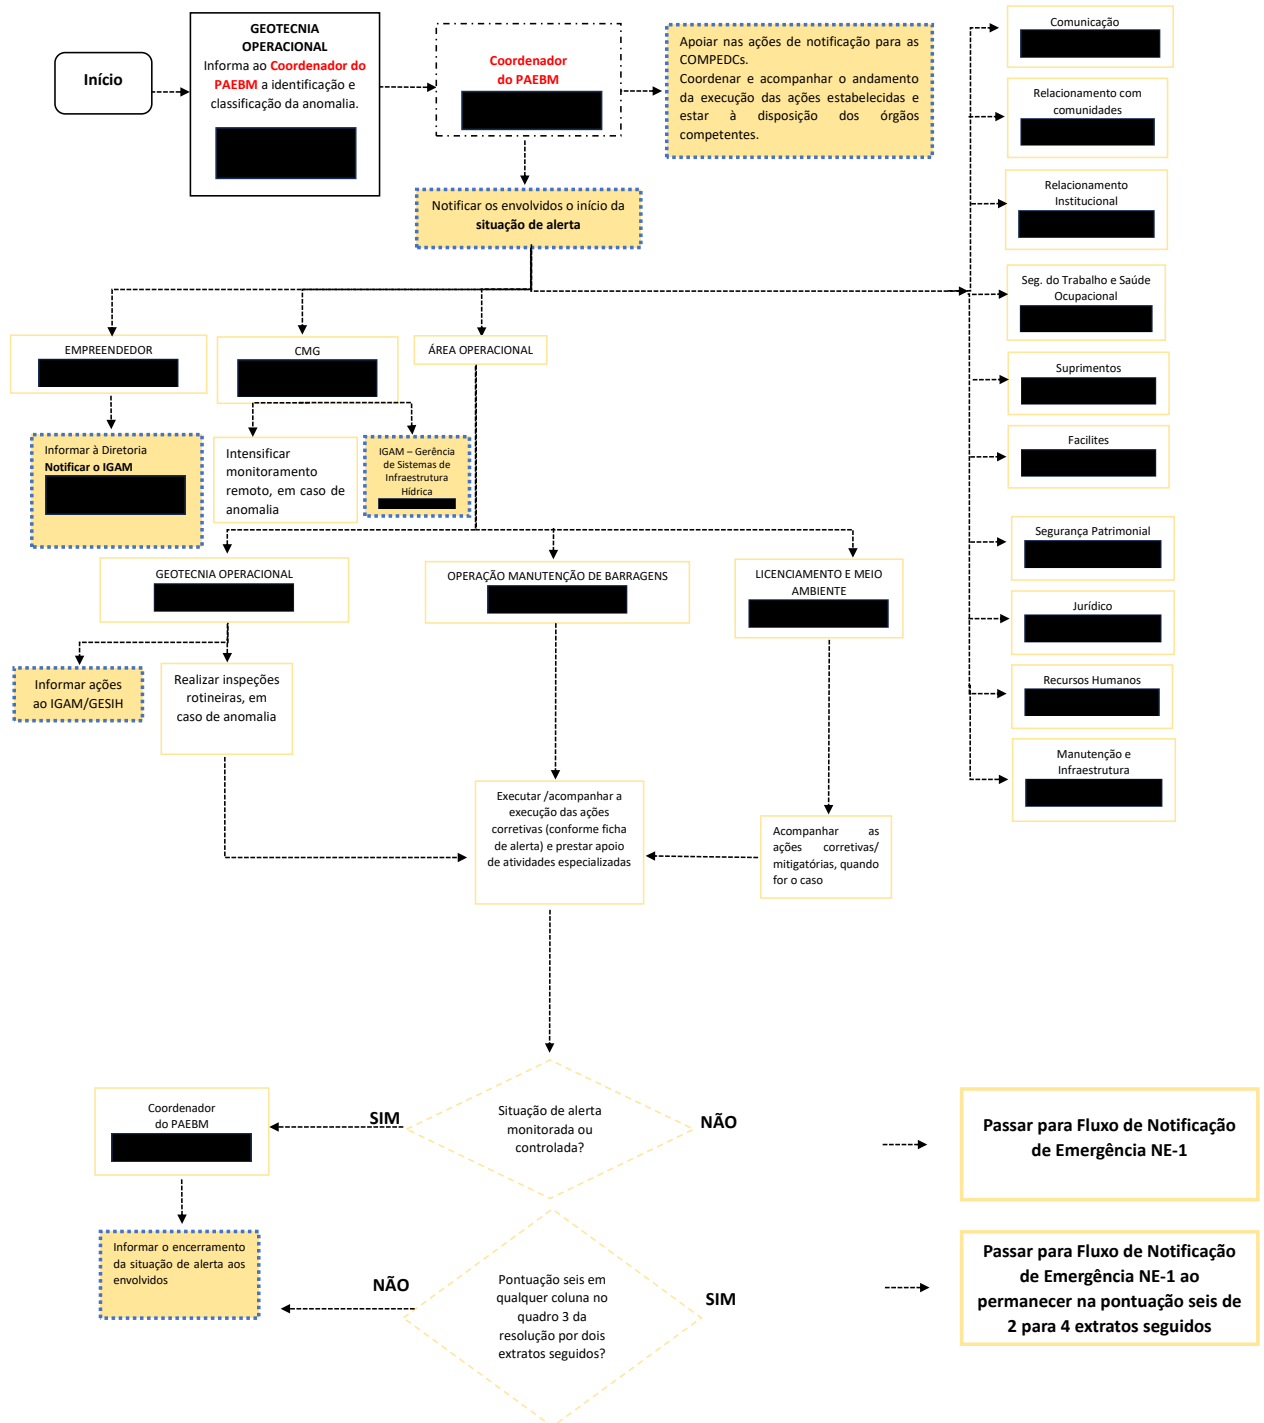 Início
GEOTECNIA
OPERACIONAL
Informa ao Coordenador do
PAEBM a identificação e
classificação da anomalia.
Coordenador
do PAEBM
Apoiar nas ações de notificação para as
COMPEDCs.
Coordenar e acompanhar o andamento
da execução das ações estabelecidas e
estar à disposição dos órgãos
competentes.
Notificar os envolvidos o início da
situação de alerta
Comunicação
Relacionamento com
comunidades
Relacionamento
Institucional
Seg. do Trabalho e Saúde
Ocupacional
Suprimentos
Facilites
Segurança Patrimonial
Jurídico
Recursos Humanos
Manutenção e
Infraestrutura
EMPREENDEDOR
CMG
ÁREA OPERACIONAL
Informar à Diretoria
Notificar o IGAM
Intensificar
monitoramento
remoto, em caso de
anomalia
IGAM – Gerência
de Sistemas de
Infraestrutura
Hídrica
GEOTECNIA OPERACIONAL
OPERAÇÃO MANUTENÇÃO DE BARRAGENS
LICENCIAMENTO E MEIO
AMBIENTE
Informar ações
ao IGAM/GESIH
Realizar inspeções
rotineiras, em
caso de anomalia
Executar /acompanhar a
execução das ações
corretivas (conforme ficha
de alerta) e prestar apoio
de atividades especializadas
Acompanhar as
ações corretivas/
mitigatórias, quando
for o caso
Situação de alerta
monitorada ou
controlada?
SIM
NÃO
Coordenador
do PAEBM
Passar para Fluxo de Notificação
de Emergência NE-1
Informar o encerramento
da situação de alerta aos
envolvidos
Pontuação seis em
qualquer coluna no
quadro 3 da
resolução por dois
extratos seguidos?
NÃO
SIM
Passar para Fluxo de Notificação
de Emergência NE-1 ao
permanecer na pontuação seis de
2 para 4 extratos seguidos